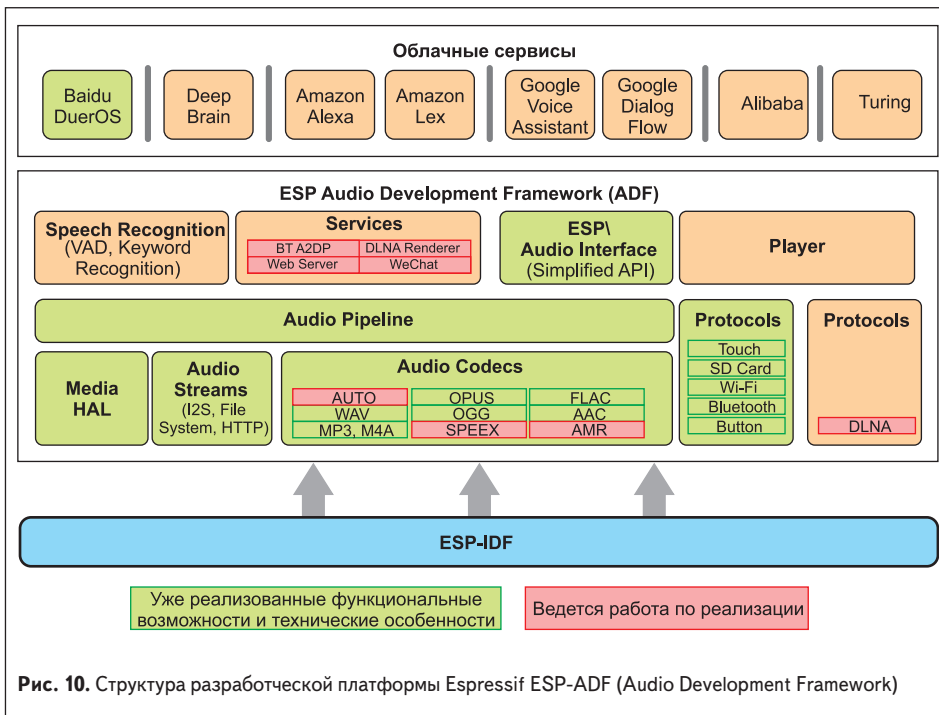 Облачные сервисы
Baidu
DuerOS
Deep
Brain
Amazon
Alexa
Amazon
Lex
Google
Voice
Assistant
Google
Dialog
Flow
Alibaba
Turing
ESP Audio Development Framework (ADF)
Speech Recognition
(VAD, Keyword
Recognition)
Services
BT A2DP
DLNA Renderer
Web Server
WeChat
ESP\
Audio Interface
(Simplified API)
Player
Audio Pipeline
Protocols
Touch
SD Card
Wi-Fi
Bluetooth
Button
Protocols
DLNA
Media
HAL
Audio
Streams
(I2S, File
System, HTTP)
Audio Codecs
AUTO
OPUS
FLAC
WAV
OGG
AAC
MP3, M4A
SPEEX
AMR
ESP-IDF
Уже реализованные функциональные
возможности и технические особенности
Ведется работа по реализации
Рис. 10. Структура разработческой платформы Espressif ESP-ADF (Audio Development Framework)